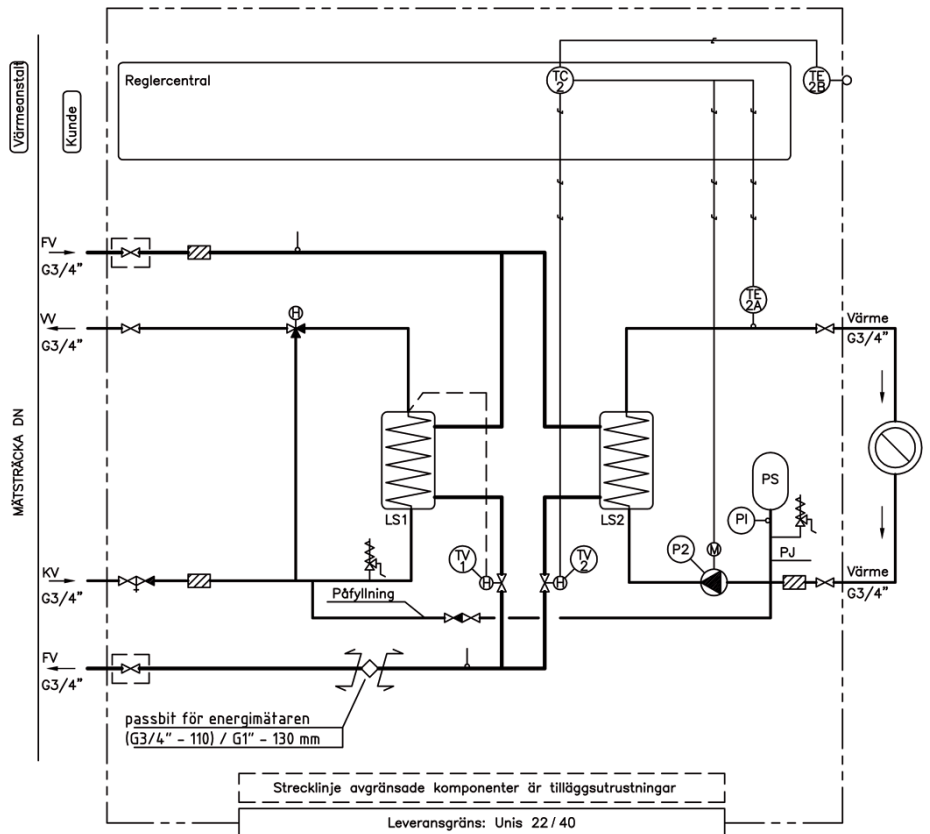 Värmeanstalt
Kunde
Reglercentral
TC
2
TE
2B
FV
G3/4"
VV
G3/4"
H
TE
2A
Värme
G3/4"
MÄTSTRÄCKA DN
LS1
LS2
PS
PI
PJ
P2
M
TV
1
H
H
TV
2
KV
G3/4"
Påfyllning
Värme
G3/4"
FV
G3/4"
passbit för energimätaren
(G3/4" - 110) / G1" - 130 mm
Strecklinje avgränsade komponenter är tilläggsutrustningar
Leveransgräns: Unis 22/40